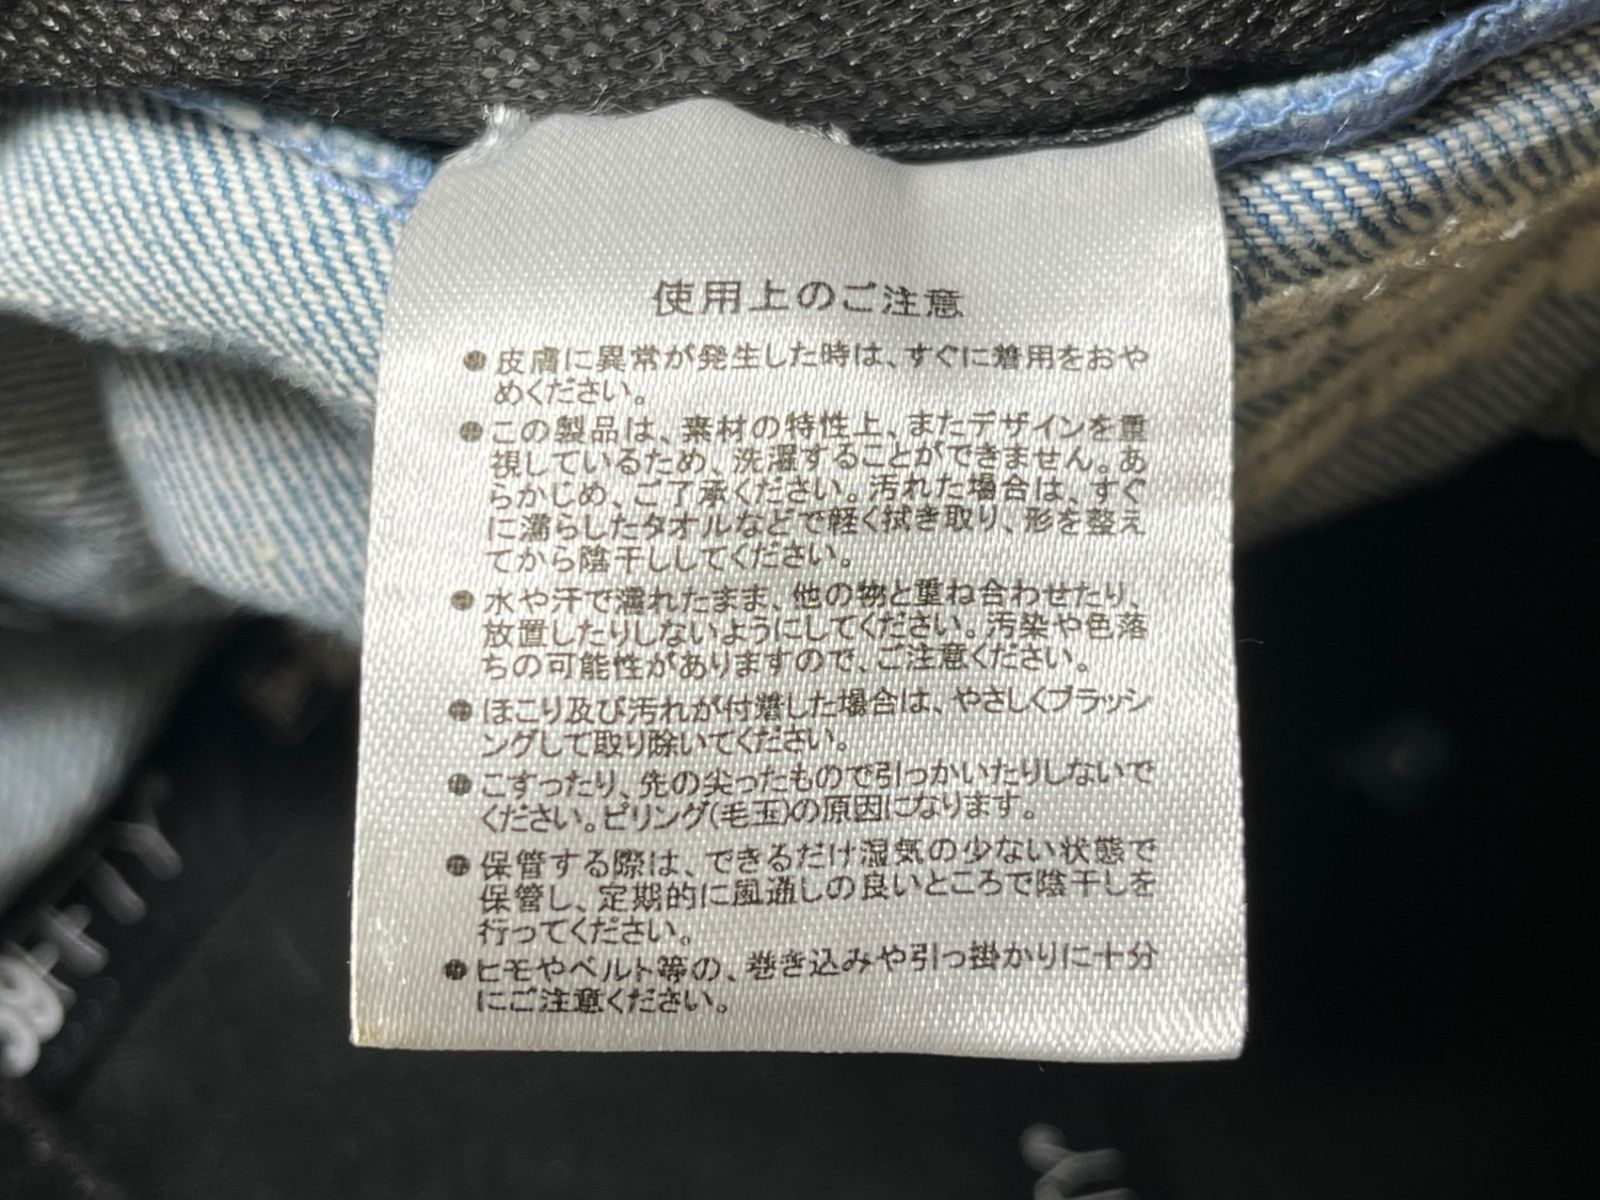 使用上のご注意
●皮膚に異常が発生した時は、すぐに着用をおや
めください。
●この製品は、素材の特性上、またデザインを重
視しているため、洗濯することができません。あ
らかじめ、ご了承ください。汚れた場合は、すぐ
に濡らしたタオルなどで軽く拭き取り、形を整え
てから陰干ししてください。
●水や汗で濡れたまま、他の物と重ね合わせたり、
放置したりしないようにしてください。汚染や色落
ちの可能性がありますので、ご注意ください。
●ほこり及び汚れが付着した場合は、やさしくブラッシ
ングして取り除いてください。
●こすったり、先の尖ったもので引っかいたりしないで
ください。ピリング(毛玉)の原因になります。
●保管する際は、できるだけ湿気の少ない状態で
保管し、定期的に風通しの良いところで陰干しを
行ってください。
●ヒモやベルト等の、巻き込みや引っ掛かりに十分
にご注意ください。